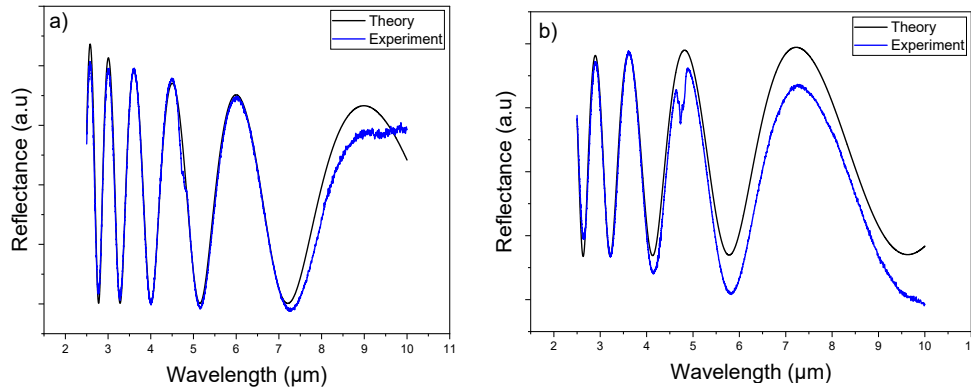 a)
Theory
Experiment
Reflectance (a.u)
2 3 4 5 6 7 8 9 10 11
Wavelength (µm)
b)
Theory
Experiment
Reflectance (a.u)
2 3 4 5 6 7 8 9 10 1
Wavelength (µm)